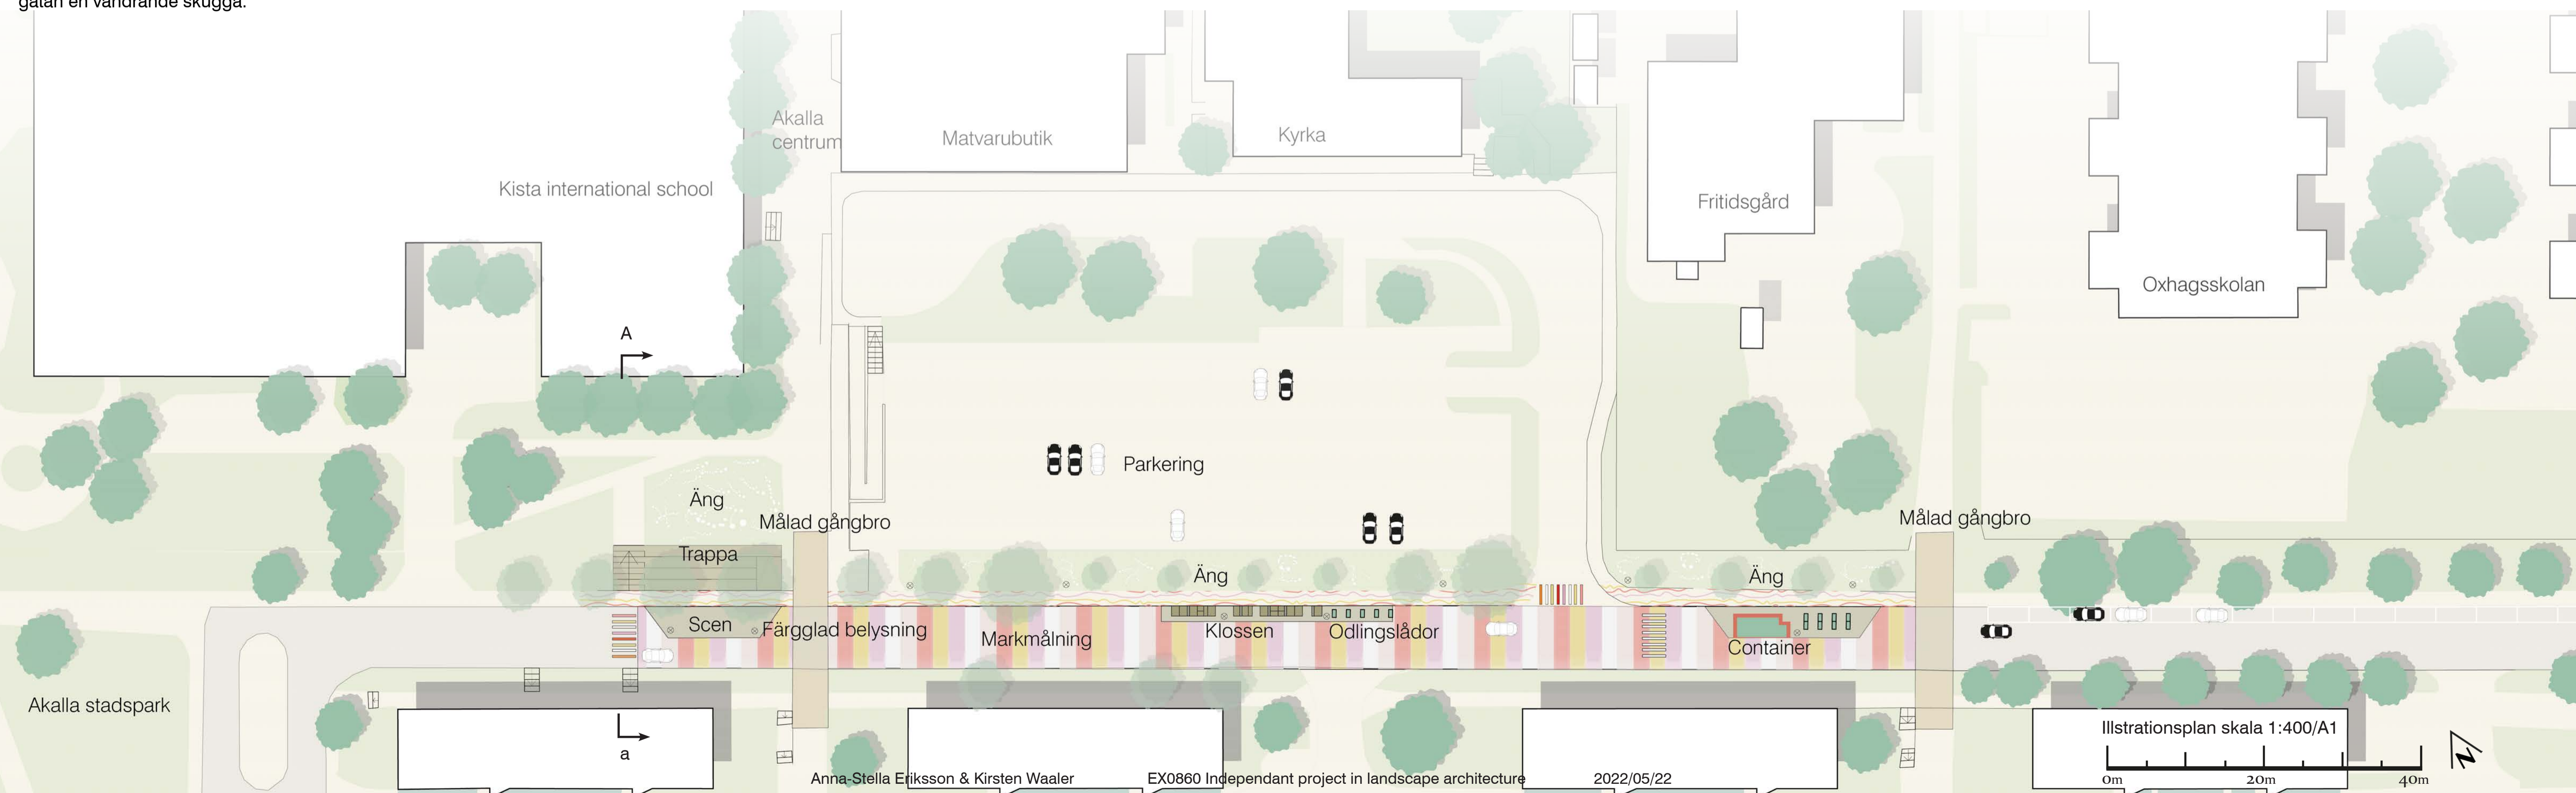 gatan en vandrande skugga.
Akalla
centrum
Matvarubutik
Kyrka
Kista international school
Fritidsgård
Oxhagsskolan
A
Parkering
Äng
Målad gångbro
Målad gångbro
Trappa
Äng
Äng
Scen
Färgglad belysning
Markmålning
Klossen
Odlingslådor
Container
Akalla stadspark
a
Illstrationsplan skala 1:400/A1
0m 20m 40m
N
Anna-Stella Eriksson & Kirsten Waaler EX0860 Independant project in landscape architecture 2022/05/22